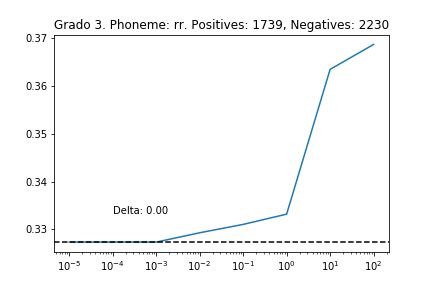 Grado 3. Phoneme: rr. Positives: 1739, Negatives: 2230
0.37
0.36
0.35
0.34
0.33
Delta: 0.00
10⁻⁵ 10⁻⁴ 10⁻³ 10⁻² 10⁻¹ 10⁰ 10¹ 10²